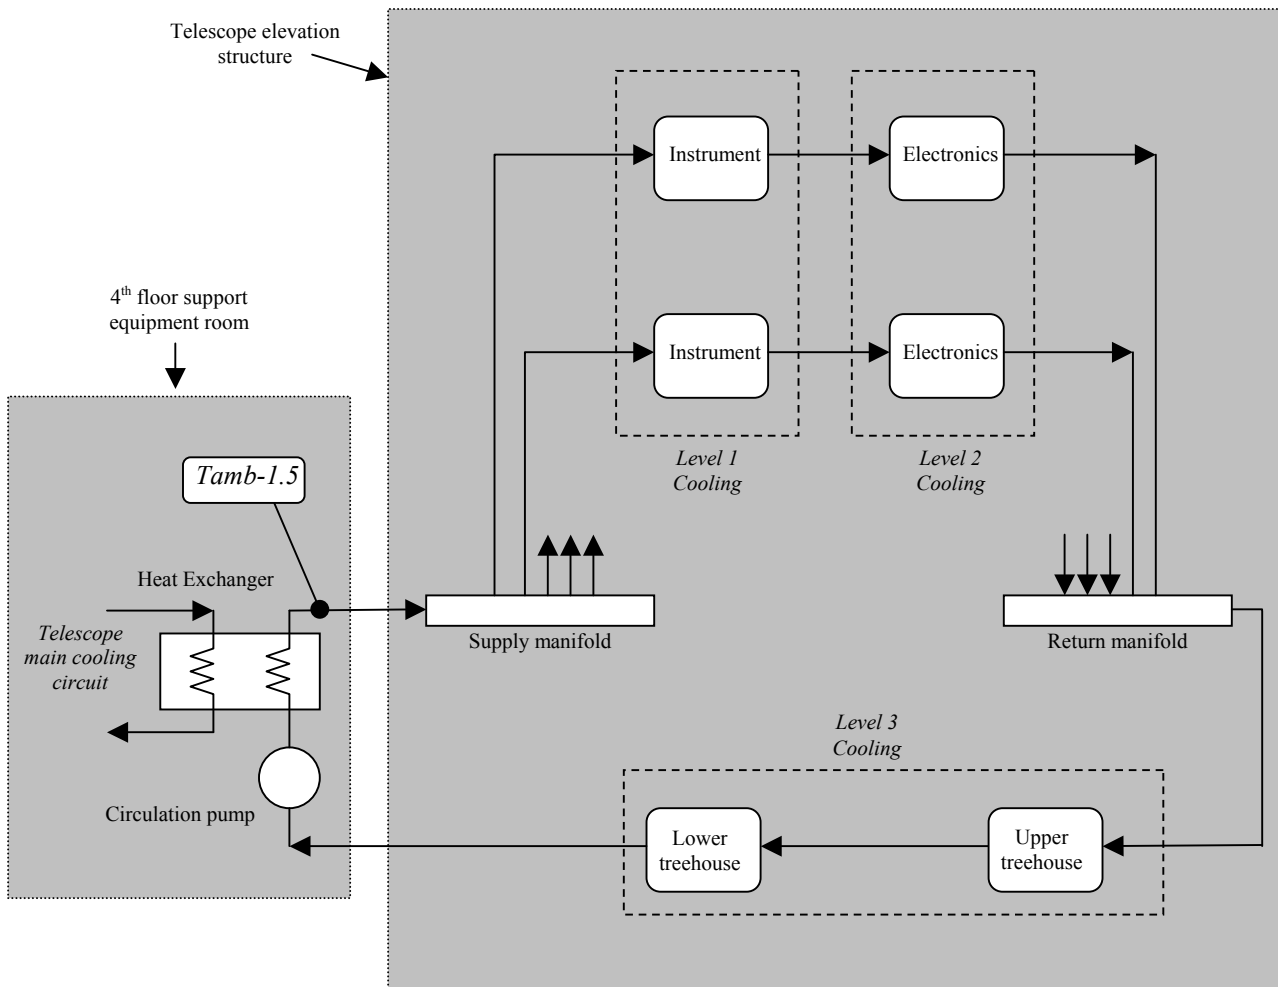 Telescope elevation
structure
Instrument
Electronics
4th floor support
equipment room
Instrument
Electronics
Level 1
Cooling
Level 2
Cooling
Tamb-1.5
Heat Exchanger
Telescope
main cooling
circuit
Supply manifold
Return manifold
Level 3
Cooling
Circulation pump
Lower
treehouse
Upper
treehouse